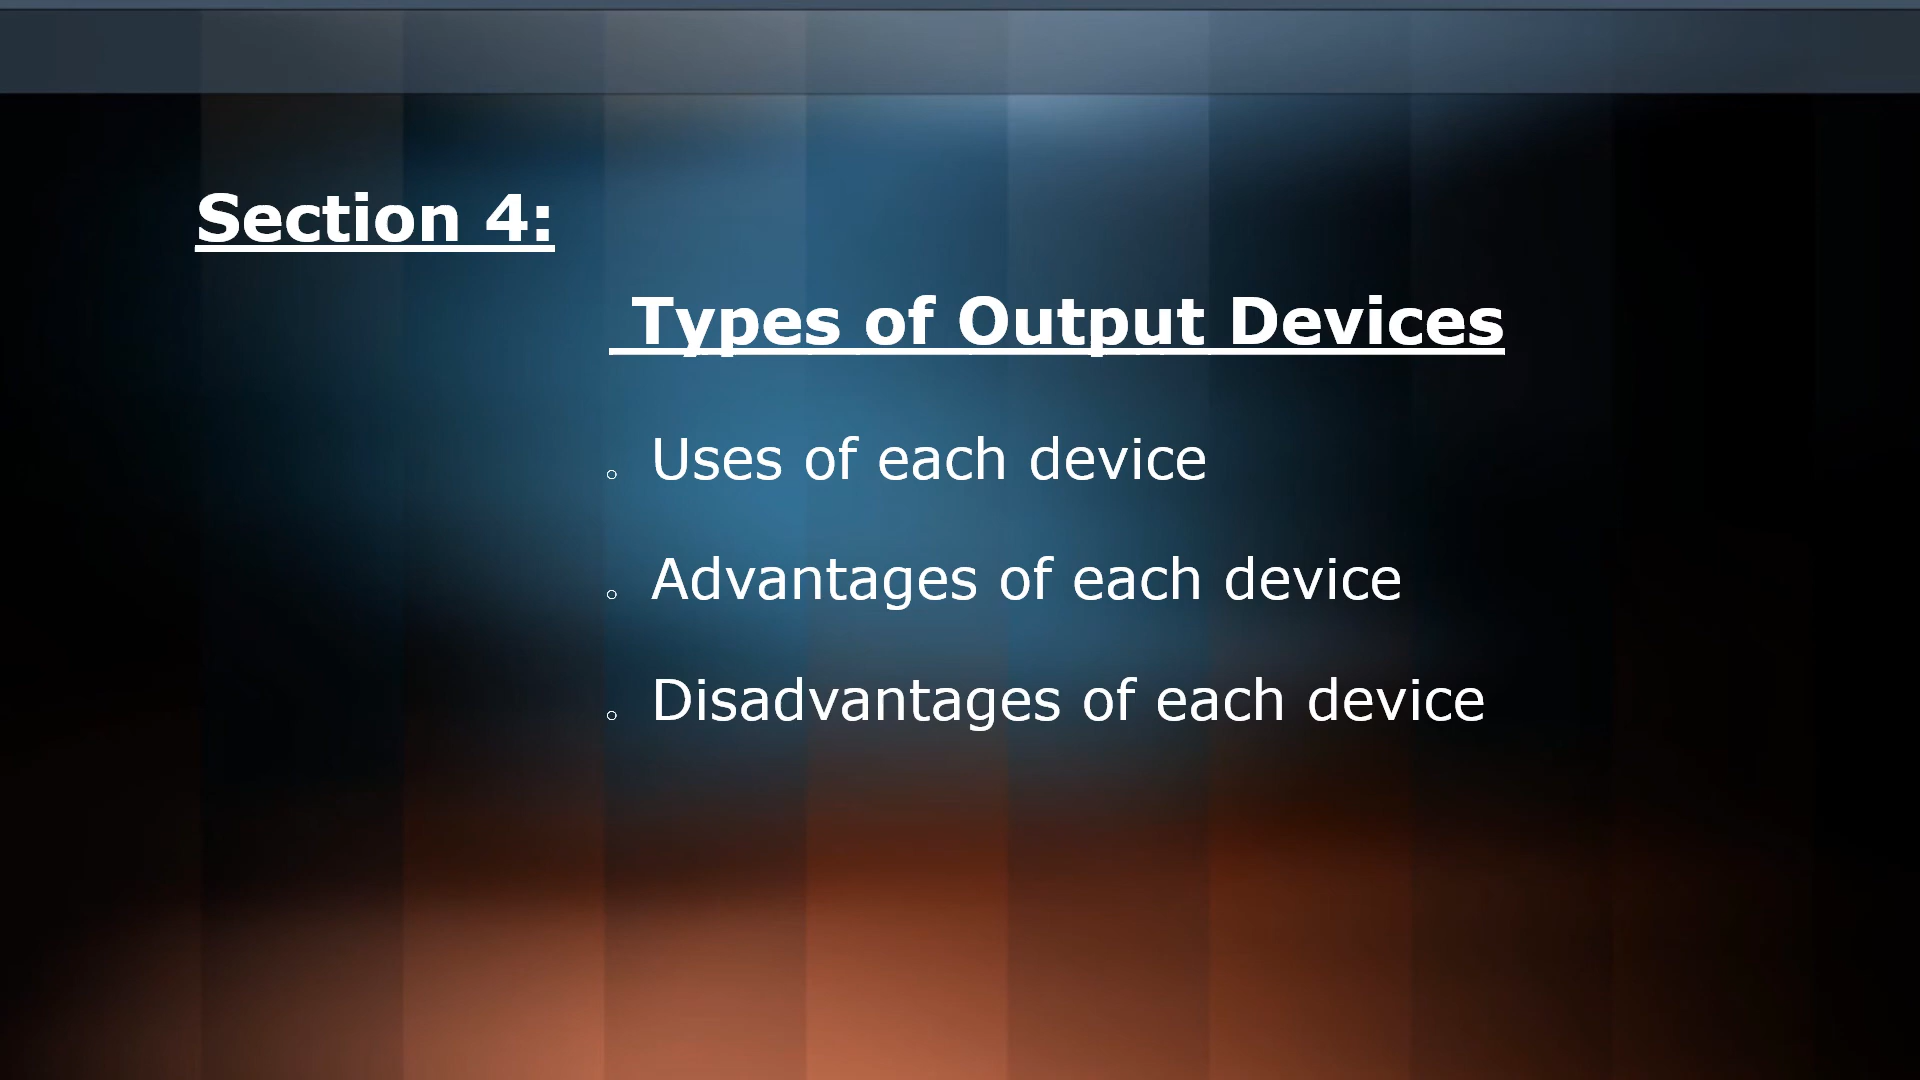 Section 4:
Types of Output Devices
Uses of each device
Advantages of each device
Disadvantages of each device